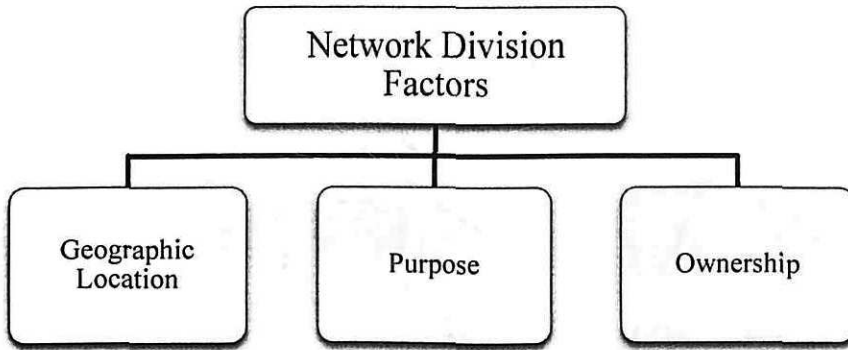 Network Division
Factors
Geographic
Location
Purpose
Ownership